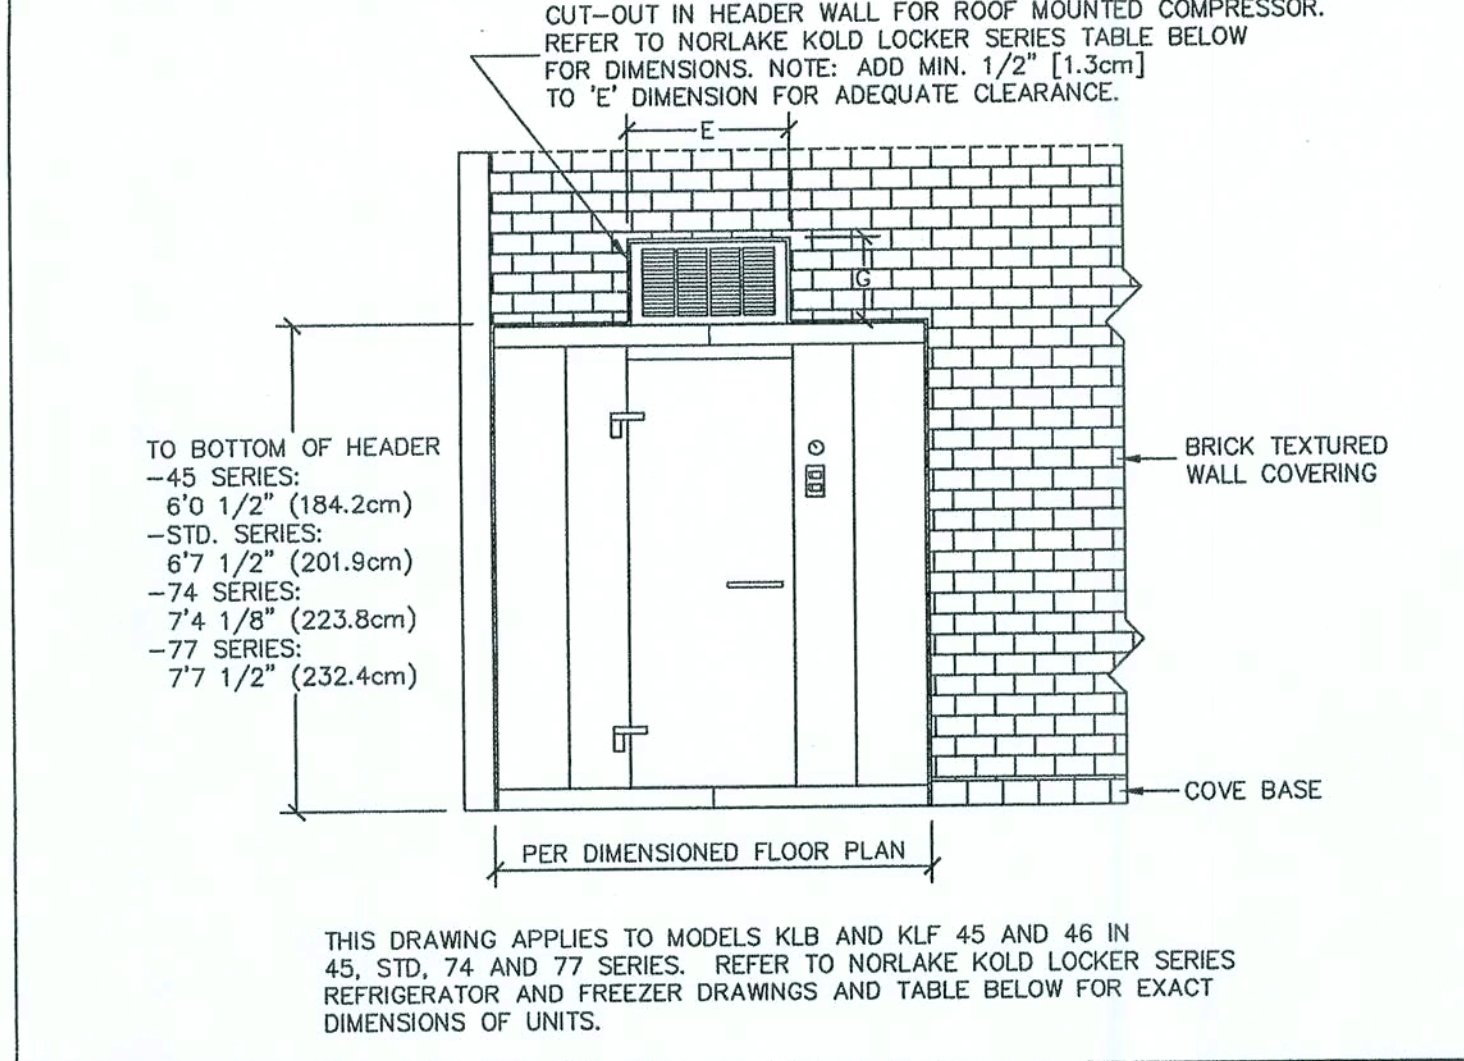 CUT-OUT IN HEADER WALL FOR ROOF MOUNTED COMPRESSOR.
REFER TO NORLAKE KOLD LOCKER SERIES TABLE BELOW
FOR DIMENSIONS. NOTE: ADD MIN. 1/2" [1.3cm]
TO 'E' DIMENSION FOR ADEQUATE CLEARANCE.
E
G
TO BOTTOM OF HEADER
-45 SERIES:
6'0 1/2" (184.2cm)
-STD. SERIES:
6'7 1/2" (201.9cm)
-74 SERIES:
7'4 1/8" (223.8cm)
-77 SERIES:
7'7 1/2" (232.4cm)
BRICK TEXTURED
WALL COVERING
COVE BASE
PER DIMENSIONED FLOOR PLAN
THIS DRAWING APPLIES TO MODELS KLB AND KLF 45 AND 46 IN
45, STD, 74 AND 77 SERIES. REFER TO NORLAKE KOLD LOCKER SERIES
REFRIGERATOR AND FREEZER DRAWINGS AND TABLE BELOW FOR EXACT
DIMENSIONS OF UNITS.